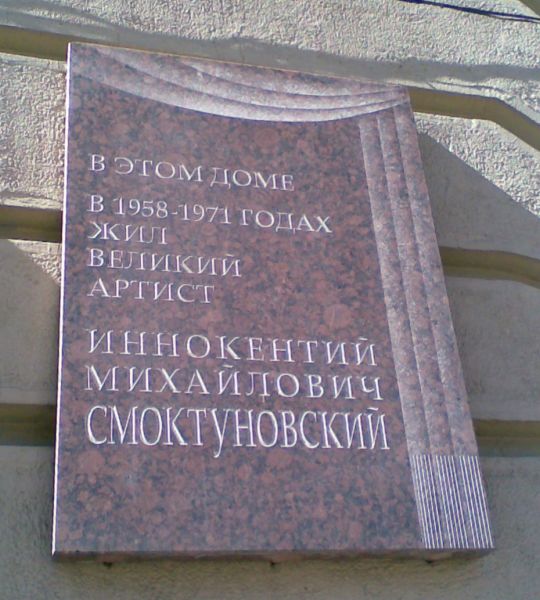 В ЭТОМ ДОМЕ
В 1958-1971 ГОДАХ
ЖИЛ
ВЕЛИКИЙ
АРТИСТ
ИННОКЕНТИЙ
МИХАЙЛОВИЧ
СМОКТУНОВСКИЙ